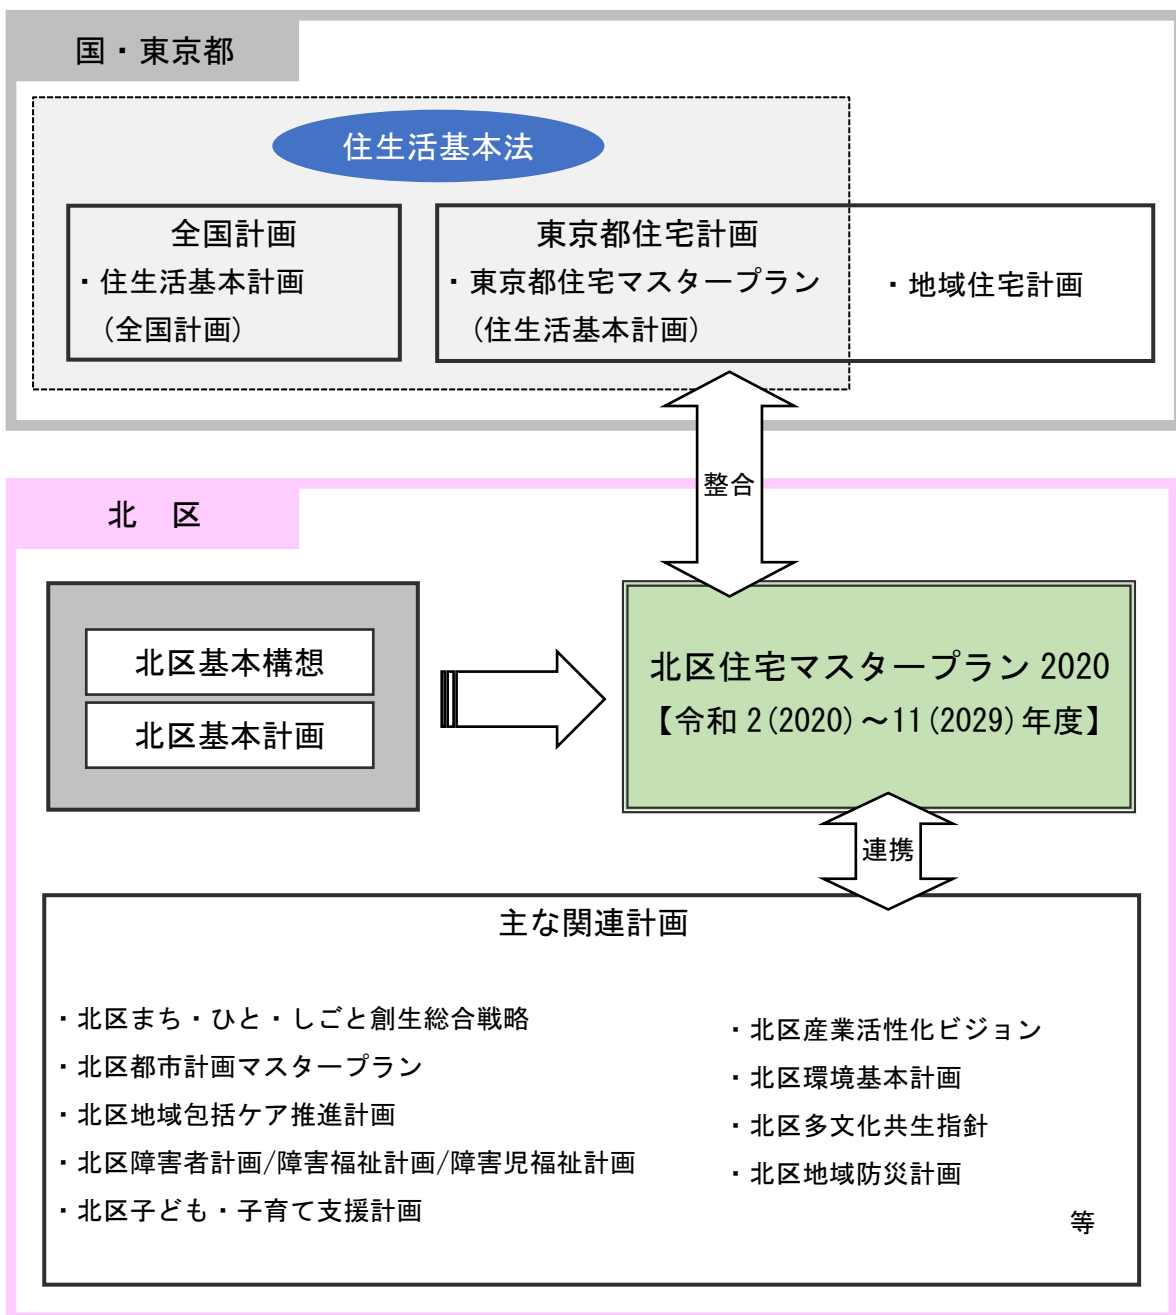 国・東京都
住生活基本法
全国計画
・住生活基本計画
(全国計画)
東京都住宅計画
・東京都住宅マスタープラン
(住生活基本計画)
・地域住宅計画
整合
北　区
北区基本構想
北区基本計画
北区住宅マスタープラン 2020
【令和 2(2020)～11(2029)年度】
連携
主な関連計画
・北区まち・ひと・しごと創生総合戦略
・北区都市計画マスタープラン
・北区地域包括ケア推進計画
・北区障害者計画/障害福祉計画/障害児福祉計画
・北区子ども・子育て支援計画
・北区産業活性化ビジョン
・北区環境基本計画
・北区多文化共生指針
・北区地域防災計画
等